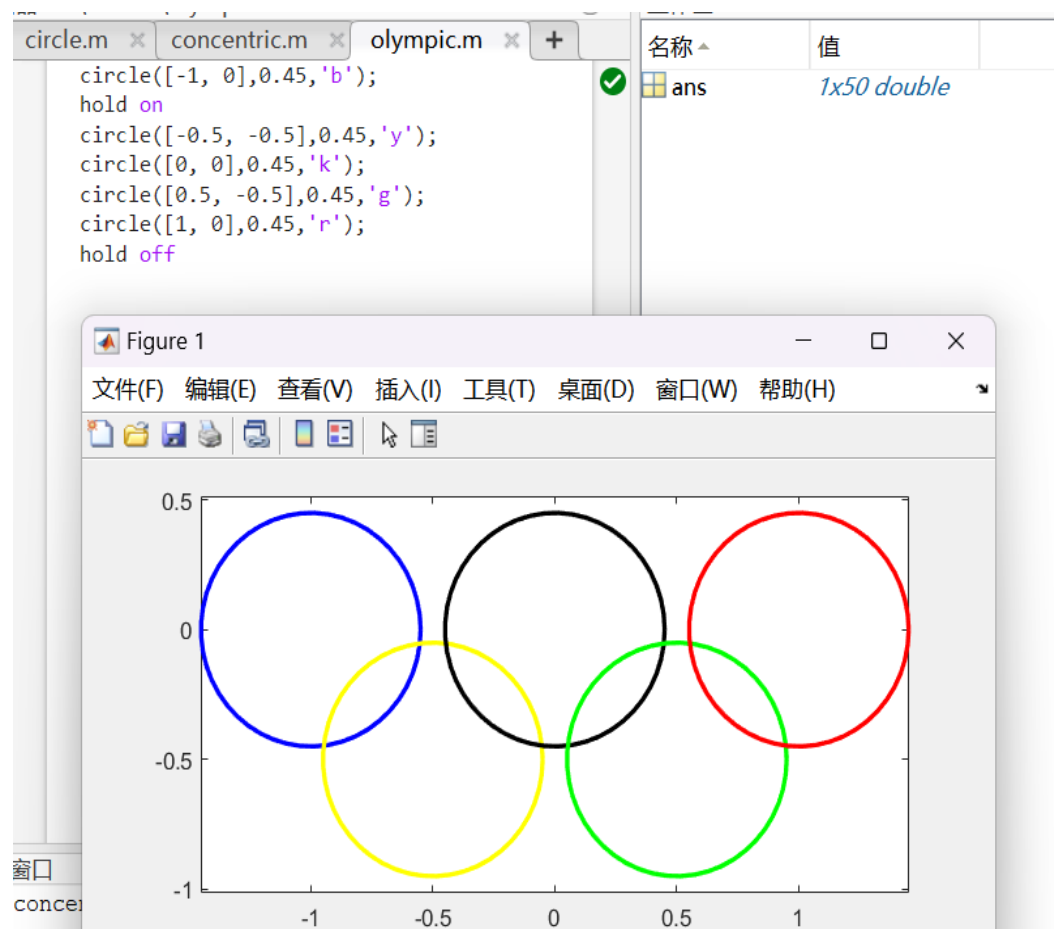 circle.m × concentric.m × olympic.m × +
circle([-1, 0],0.45,'b');
hold on
circle([-0.5, -0.5],0.45,'y');
circle([0, 0],0.45,'k');
circle([0.5, -0.5],0.45,'g');
circle([1, 0],0.45,'r');
hold off
名称 值
ans 1x50 double
Figure 1
文件(F) 编辑(E) 查看(V) 插入(I) 工具(T) 桌面(D) 窗口(W) 帮助(H)
0.5
0
-0.5
-1
-1 -0.5 0 0.5 1
窗口